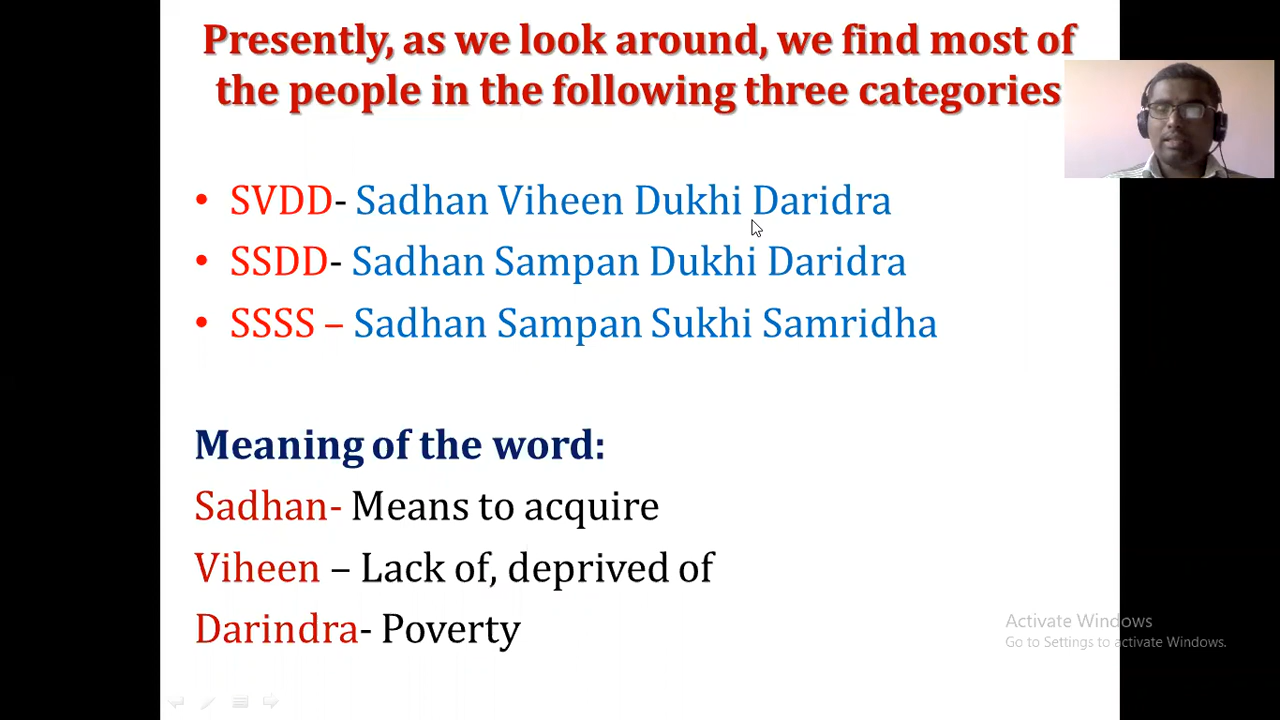 Presently, as we look around, we find most of
the people in the following three categories
• SVDD- Sadhan Viheen Dukhi Daridra
• SSDD- Sadhan Sampan Dukhi Daridra
• SSSS – Sadhan Sampan Sukhi Samridha
Meaning of the word:
Sadhan- Means to acquire
Viheen – Lack of, deprived of
Darindra- Poverty
Activate Windows
Go to Settings to activate Windows.